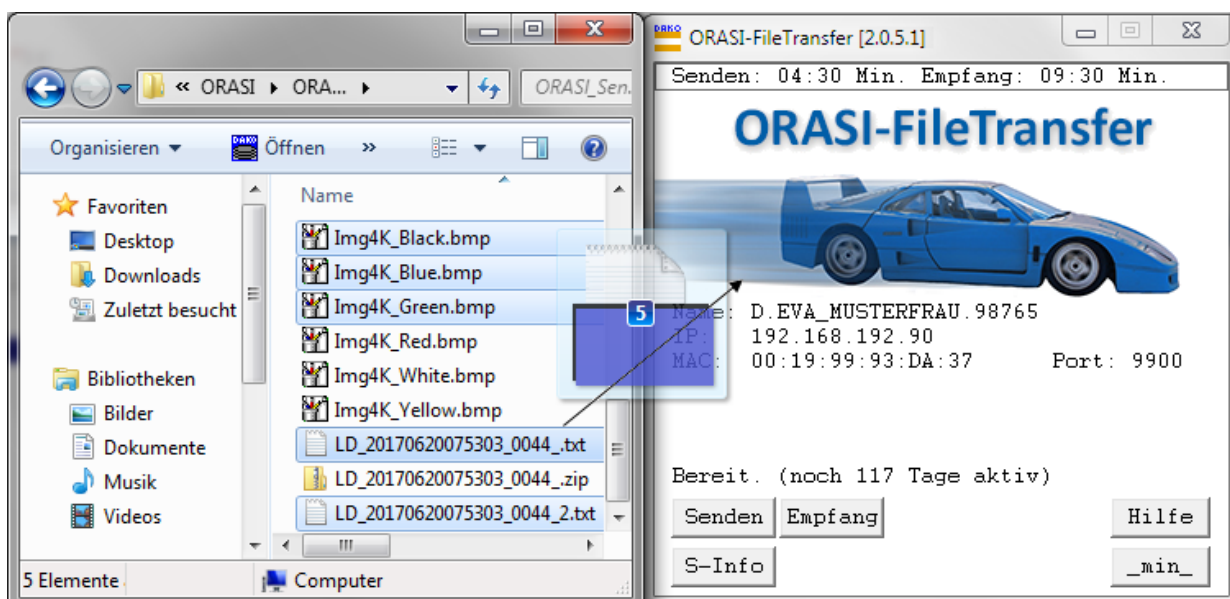 « ORASI ▸ ORA... ▸
ORASI_Sen.
Organisieren
DAKO
Öffnen
»
Favoriten
Desktop
Downloads
Zuletzt besucht
Bibliotheken
Bilder
Dokumente
Musik
Videos
Name
Img4K_Black.bmp
Img4K_Blue.bmp
Img4K_Green.bmp
Img4K_Red.bmp
Img4K_White.bmp
Img4K_Yellow.bmp
LD_20170620075303_0044_.txt
LD_20170620075303_0044_.zip
LD_20170620075303_0044_2.txt
5 Elemente
Computer
5
DAKO
ORASI-FileTransfer [2.0.5.1]
Senden: 04:30 Min. Empfang: 09:30 Min.
ORASI-FileTransfer
Name: D.EVA_MUSTERFRAU.98765
IP: 192.168.192.90
MAC: 00:19:99:93:DA:37 Port: 9900
Bereit. (noch 117 Tage aktiv)
Senden Empfang Hilfe
S-Info _min_